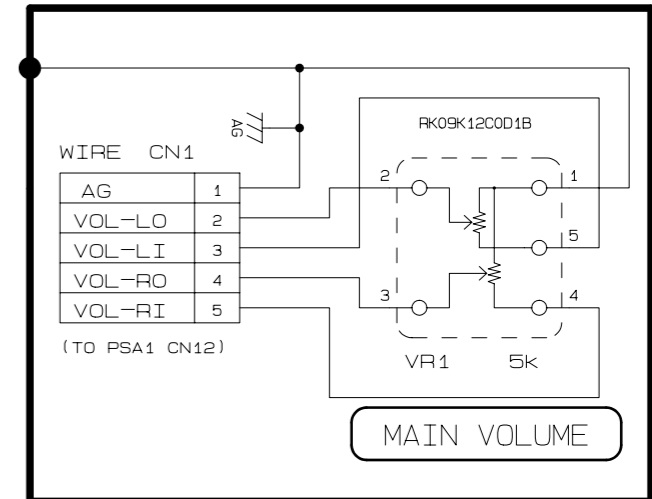 AG
RK09K12C0D1B
WIRE CN1
AG 1
VOL-LO 2
VOL-LI 3
VOL-RO 4
VOL-RI 5
(TO PSA1 CN12)
2 1
5
3 4
VR1 5K
MAIN VOLUME